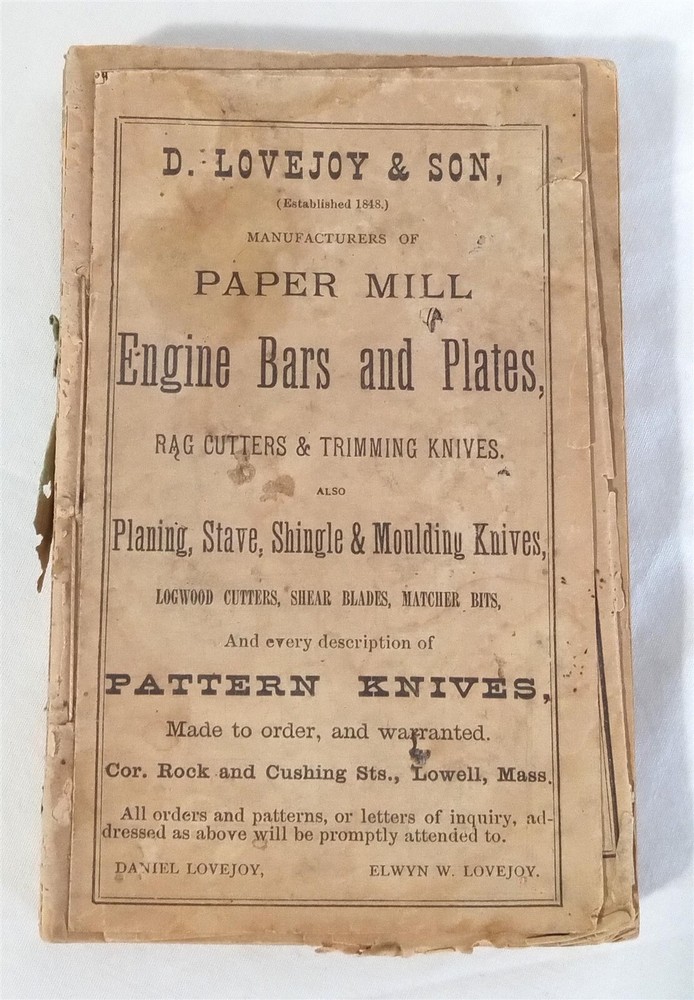 D. LOVEJOY & SON,
(Established 1848.)
MANUFACTURERS OF
PAPER MILL
Engine Bars and Plates,
RAG CUTTERS & TRIMMING KNIVES.
ALSO
Planing, Stave, Shingle & Moulding Knives,
LOGWOOD CUTTERS, SHEAR BLADES, MATCHER BITS,
And every description of
PATTERN KNIVES,
Made to order, and warranted.
Cor. Rock and Cushing Sts., Lowell, Mass.
All orders and patterns, or letters of inquiry, ad-
dressed as above will be promptly attended to.
DANIEL LOVEJOY, ELWYN W. LOVEJOY.